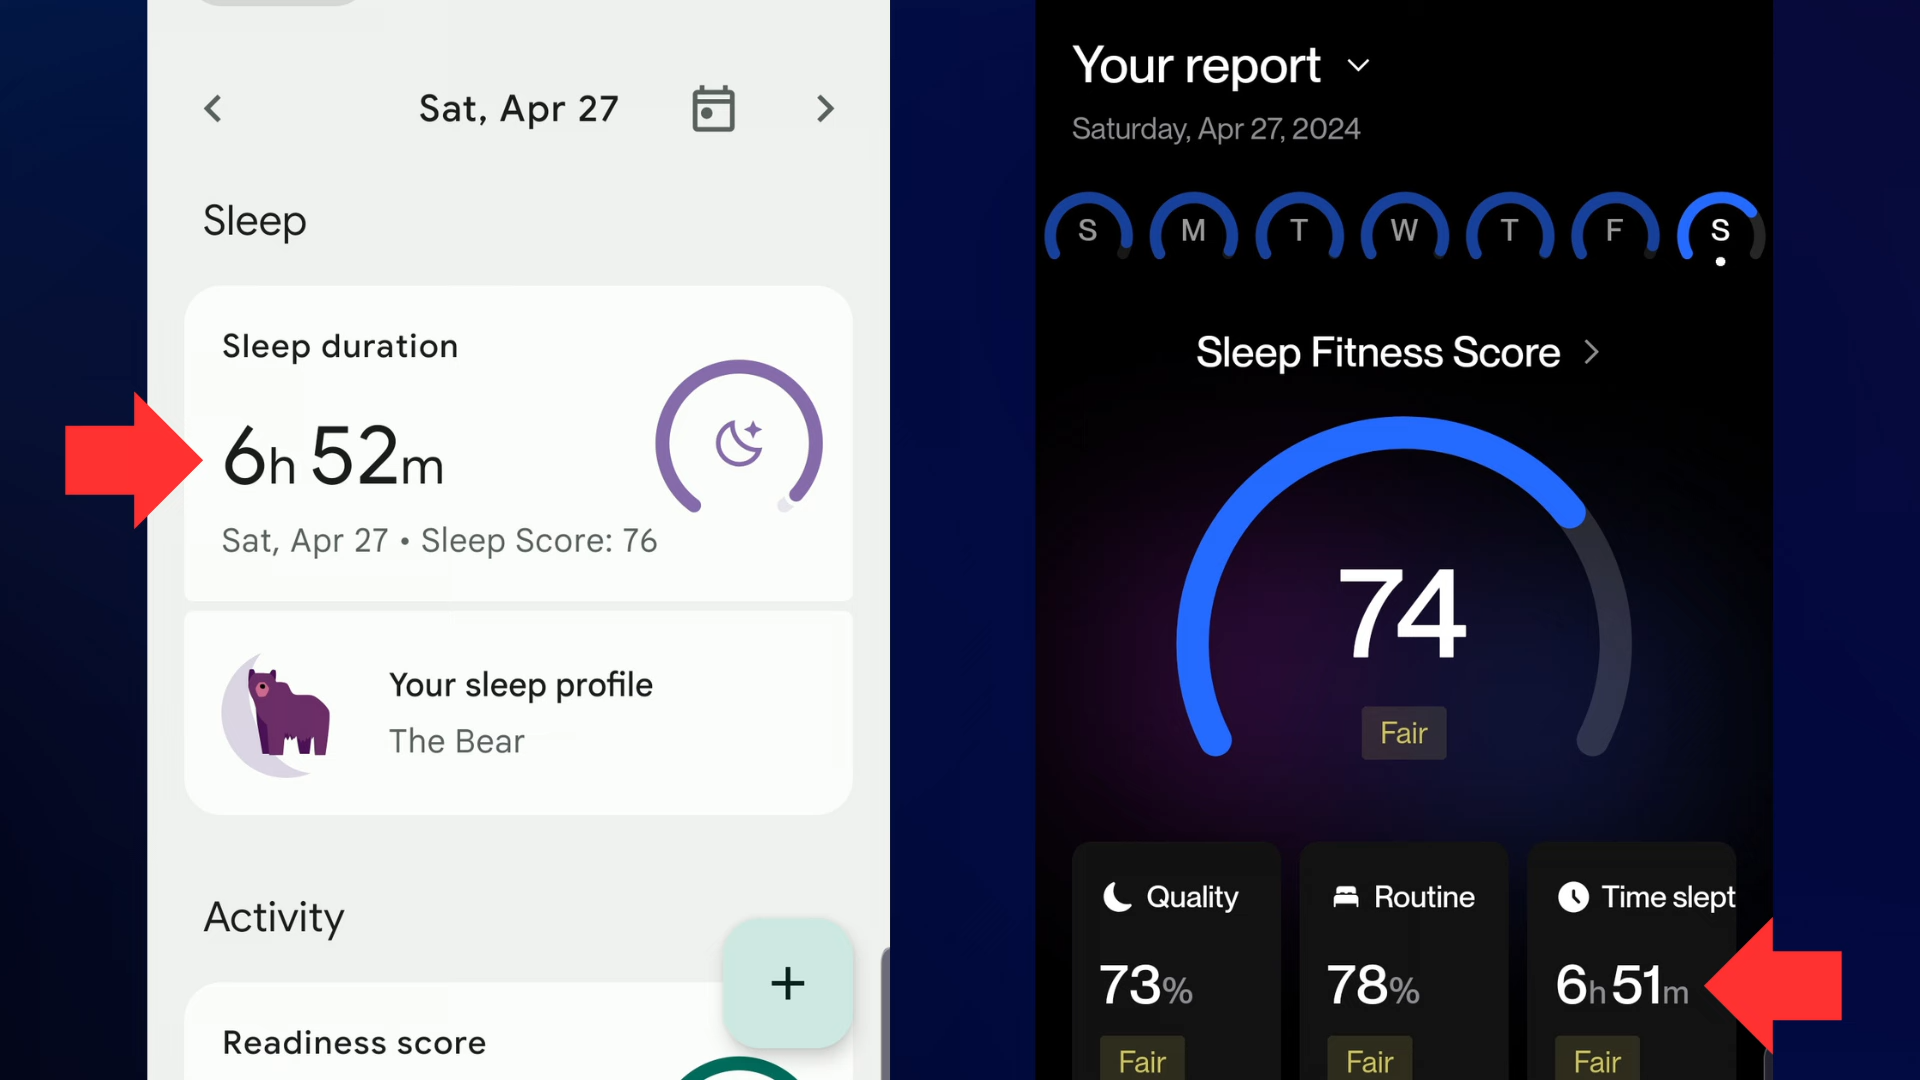 Sat, Apr 27
Sleep
Sleep duration
6h 52m
Sat, Apr 27 • Sleep Score: 76
Your sleep profile
The Bear
Activity
+
Readiness score
Your report
Saturday, Apr 27, 2024
S M T W T F S
Sleep Fitness Score
74
Fair
Quality
73%
Fair
Routine
78%
Fair
Time slept
6h 51m
Fair